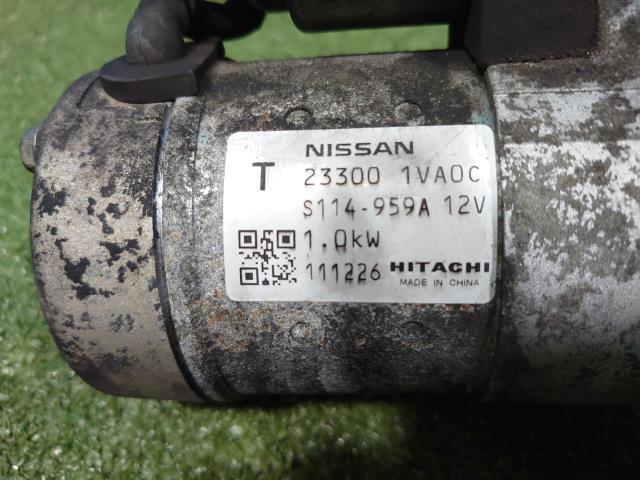 NISSAN
T 23300 1VA0C
S114-959A 12V
1.0kW
111226 HITACHI
MADE IN CHINA